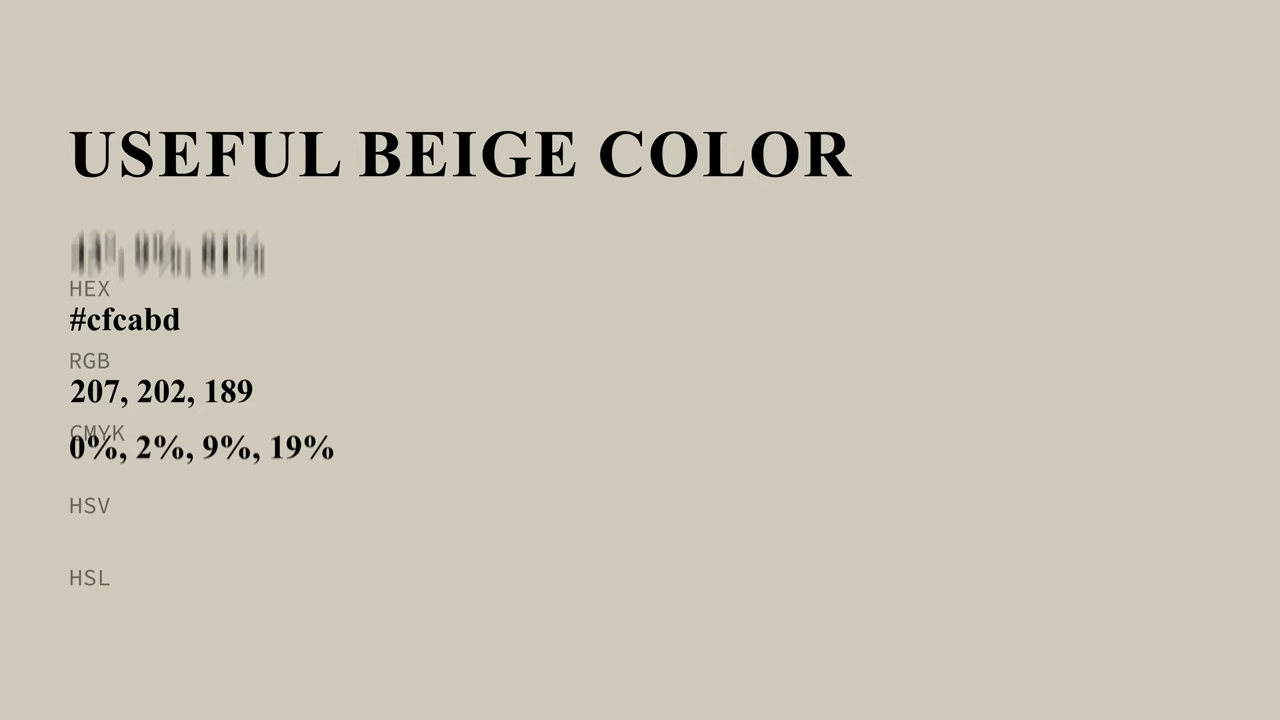 USEFUL BEIGE COLOR
HEX
#cfcabd
RGB
207, 202, 189
CMYK
0%, 2%, 9%, 19%
HSV
HSL